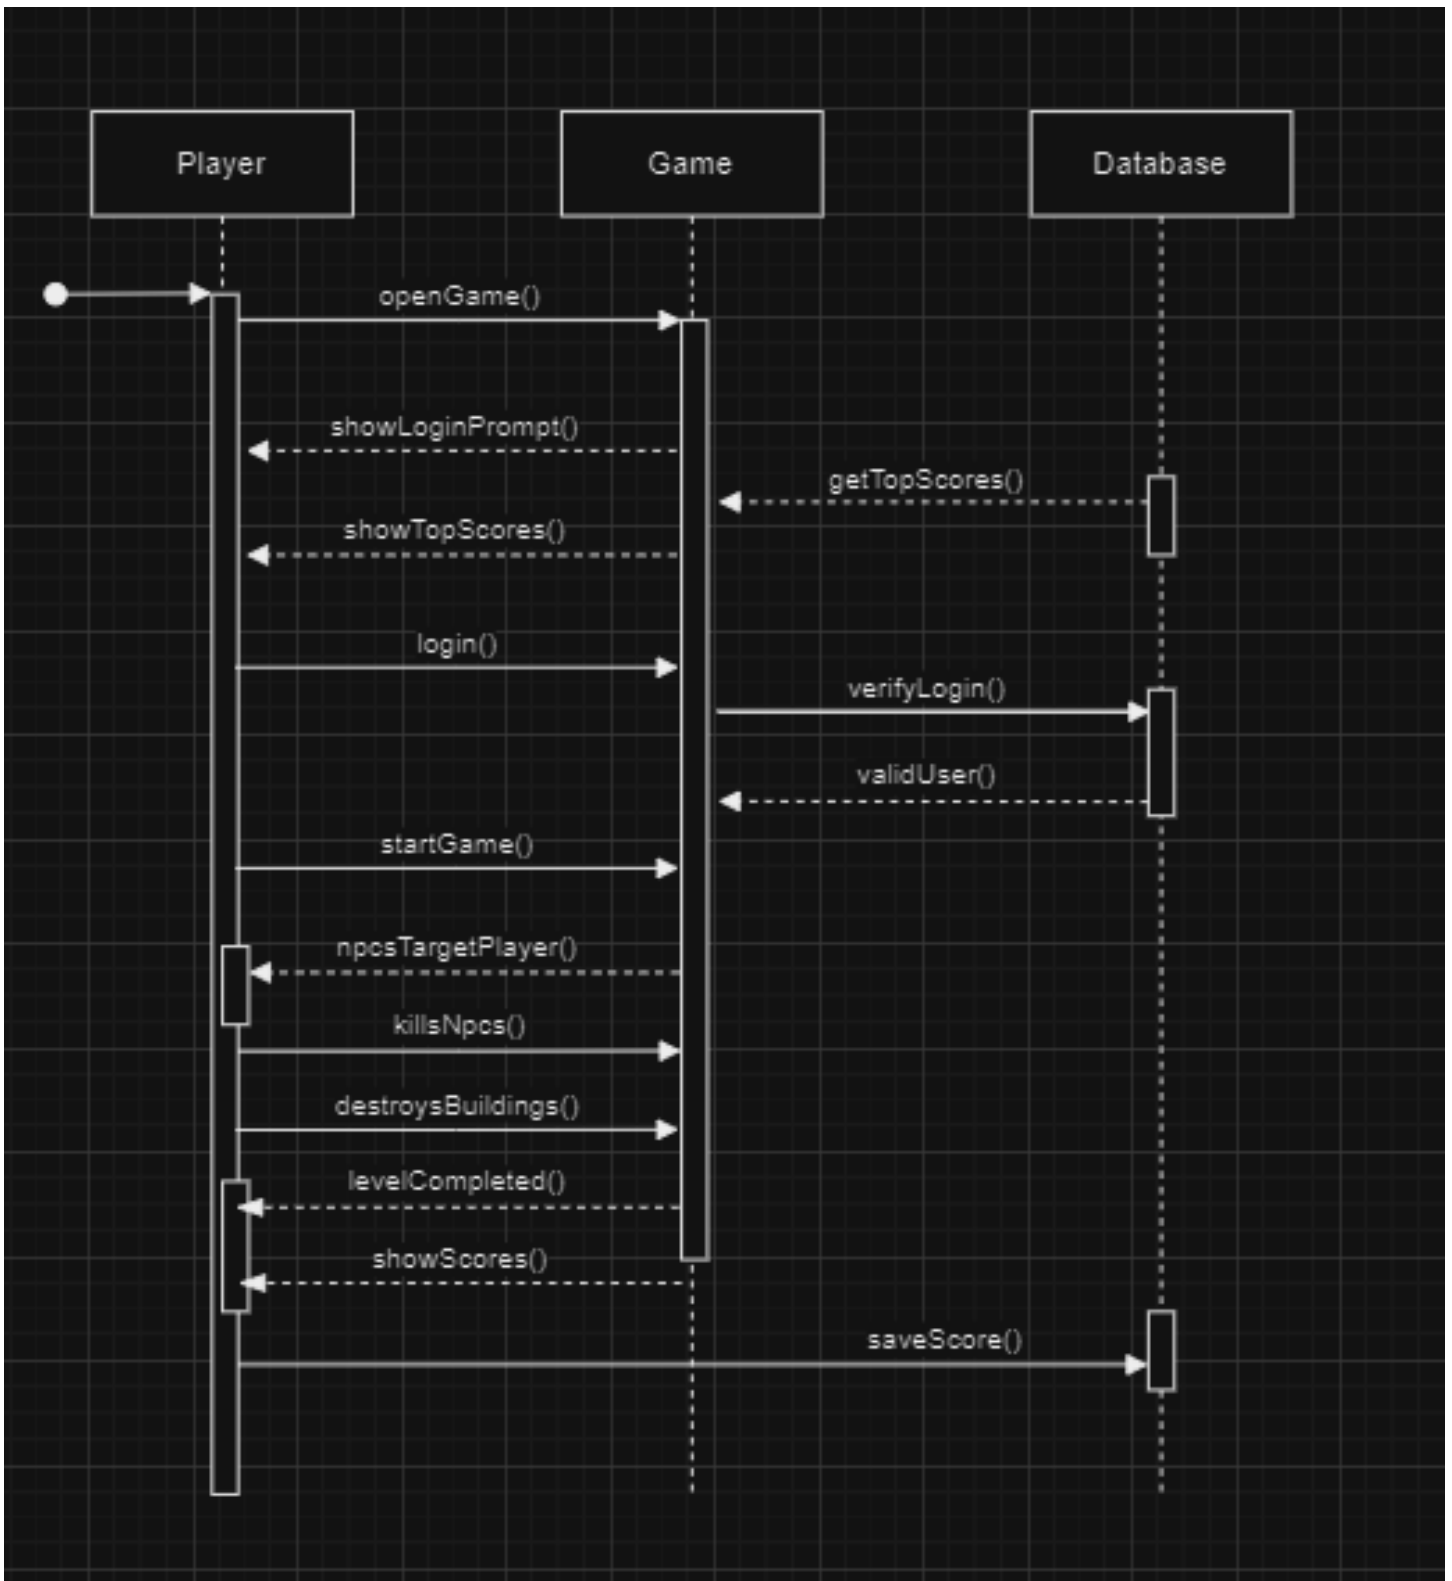 Player
Game
Database
openGame()
showLoginPrompt()
getTopScores()
showTopScores()
login()
verifyLogin()
validUser()
startGame()
npcsTargetPlayer()
killsNpcs()
destroysBuildings()
levelCompleted()
showScores()
saveScore()